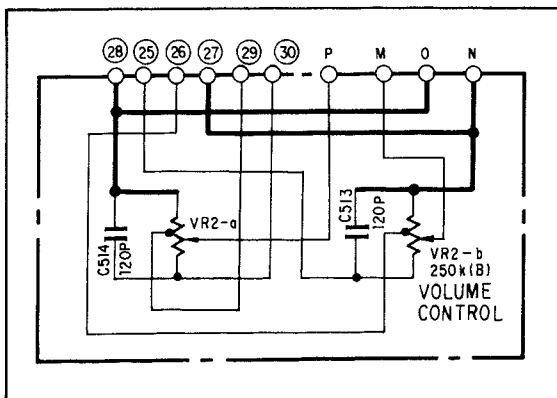 28 25 26 27 29 30 P M O N
C514
120P
VR2-a
C513
120P
VR2-b
250k(B)
VOLUME
CONTROL